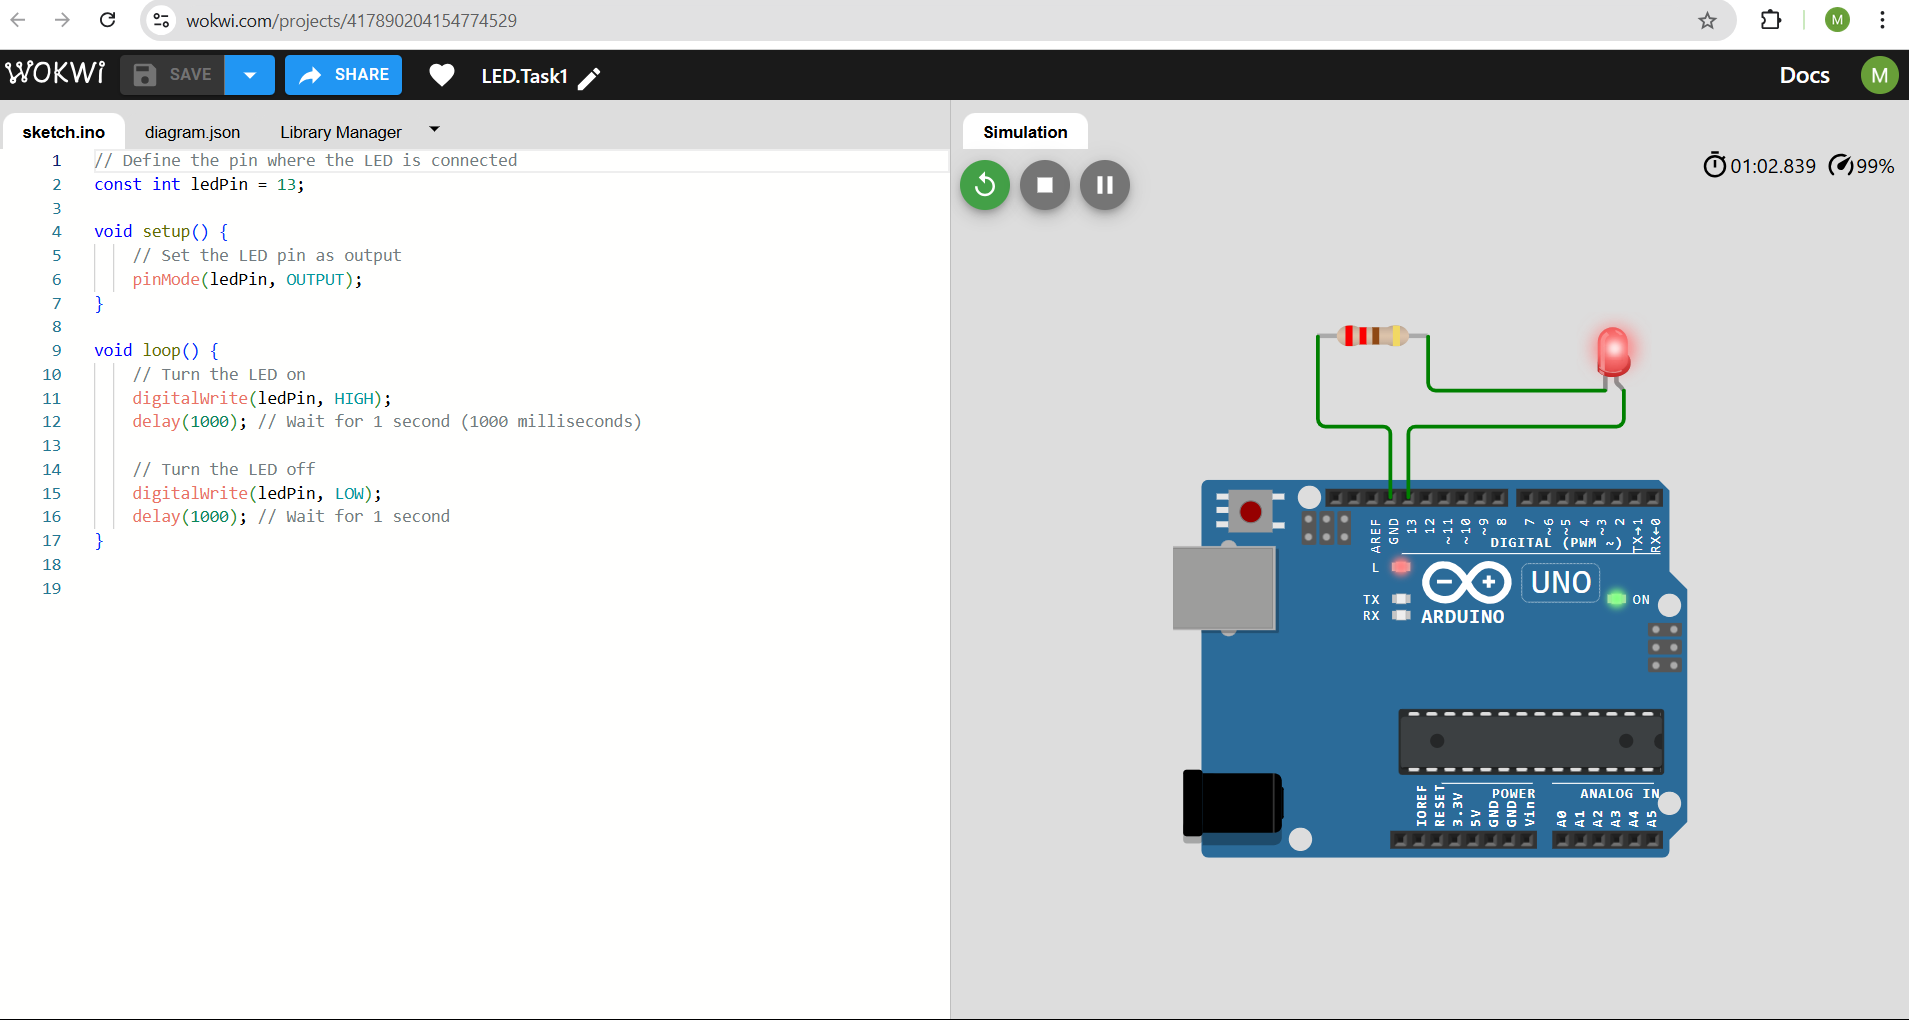 wokwi.com/projects/417890204154774529
M
WOKWI
SAVE
SHARE
LED.Task1
Docs
M
sketch.ino
diagram.json
Library Manager
Simulation
01:02.839
99%
1 // Define the pin where the LED is connected
2 const int ledPin = 13;
3
4 void setup() {
5 // Set the LED pin as output
6 pinMode(ledPin, OUTPUT);
7 }
8
9 void loop() {
10 // Turn the LED on
11 digitalWrite(ledPin, HIGH);
12 delay(1000); // Wait for 1 second (1000 milliseconds)
13
14 // Turn the LED off
15 digitalWrite(ledPin, LOW);
16 delay(1000); // Wait for 1 second
17 }
18
19
AREF GND 13 12 ~11 ~10 ~9 8 7 ~6 ~5 4 ~3 2 TX→1 RX←0
DIGITAL (PWM ~)
L
UNO
TX
ON
RX
ARDUINO
POWER
ANALOG IN
IOREF RESET 3.3V 5V GND GND Vin A0 A1 A2 A3 A4 A5